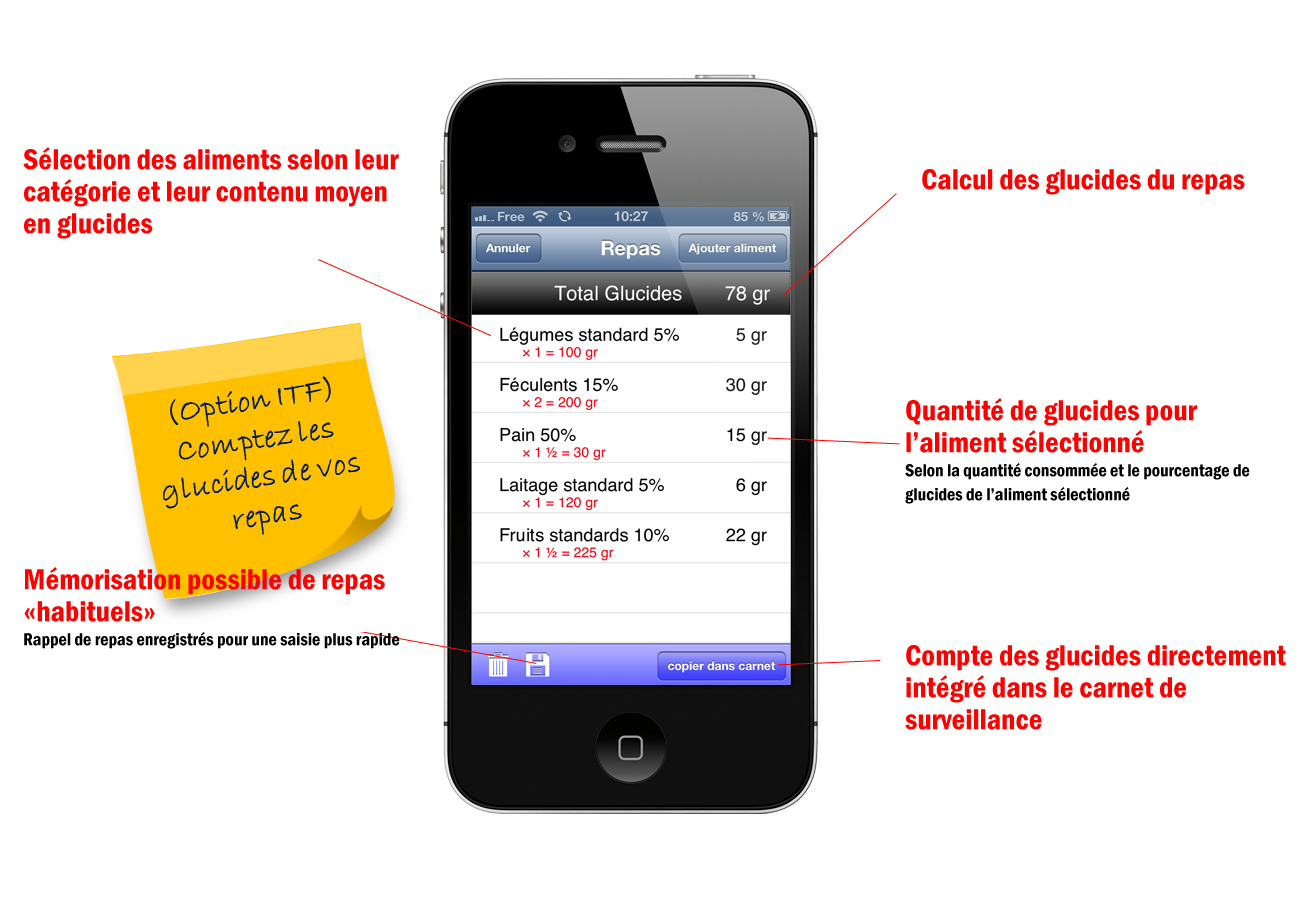 Sélection des aliments selon leur
catégorie et leur contenu moyen
en glucides
(Option ITF)
Comptez les
glucides de vos
repas
Mémorisation possible de repas
«habituels»
Rappel de repas enregistrés pour une saisie plus rapide
Free 10:27 85 %
Annuler Repas Ajouter aliment
Total Glucides 78 gr
Légumes standard 5% 5 gr
× 1 = 100 gr
Féculents 15% 30 gr
× 2 = 200 gr
Pain 50% 15 gr
× 1 ½ = 30 gr
Laitage standard 5% 6 gr
× 1 = 120 gr
Fruits standards 10% 22 gr
× 1 ½ = 225 gr
copier dans carnet
Calcul des glucides du repas
Quantité de glucides pour
l’aliment sélectionné
Selon la quantité consommée et le pourcentage de
glucides de l’aliment sélectionné
Compte des glucides directement
intégré dans le carnet de
surveillance